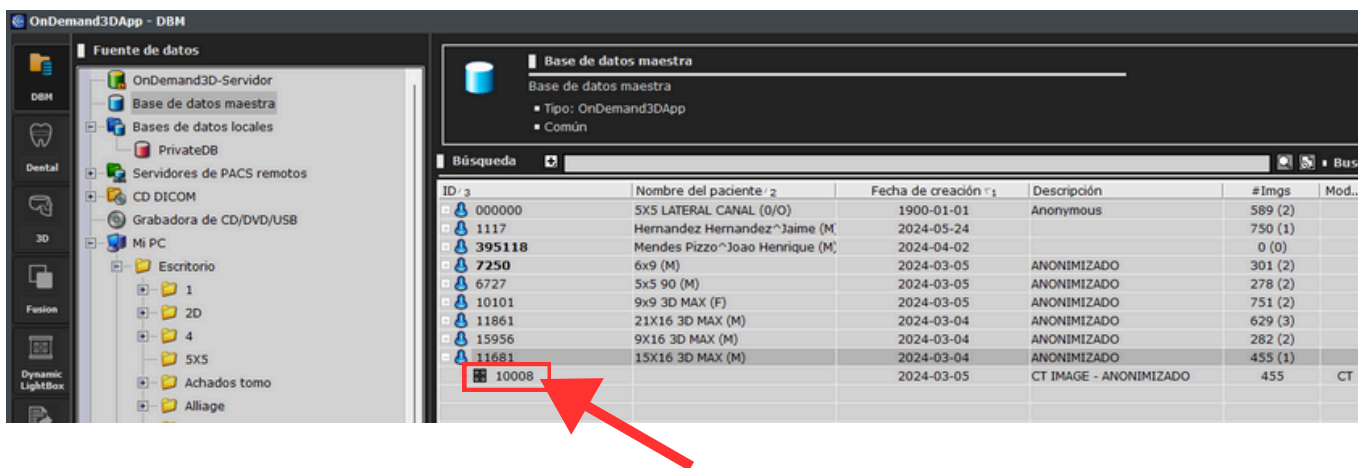 OnDemand3DApp - DBM
DBM
Dental
3D
Fusion
Dynamic
LightBox
Fuente de datos
OnDemand3D-Servidor
Base de datos maestra
Bases de datos locales
PrivateDB
Servidores de PACS remotos
CD DICOM
Grabadora de CD/DVD/USB
Mi PC
Escritorio
1
2D
4
5X5
Achados tomo
Alliage
Base de datos maestra
Base de datos maestra
Tipo: OnDemand3DApp
Común
Búsqueda Bus
ID 3 Nombre del paciente 2 Fecha de creación 1 Descripción #Imgs Mod..
000000 5X5 LATERAL CANAL (0/O) 1900-01-01 Anonymous 589 (2)
1117 Hernandez Hernandez^Jaime (M 2024-05-24 750 (1)
395118 Mendes Pizzo^Joao Henrique (M) 2024-04-02 0 (0)
7250 6x9 (M) 2024-03-05 ANONIMIZADO 301 (2)
6727 5x5 90 (M) 2024-03-05 ANONIMIZADO 278 (2)
10101 9x9 3D MAX (F) 2024-03-05 ANONIMIZADO 751 (2)
11861 21X16 3D MAX (M) 2024-03-04 ANONIMIZADO 629 (3)
15956 9X16 3D MAX (M) 2024-03-04 ANONIMIZADO 282 (2)
11681 15X16 3D MAX (M) 2024-03-04 ANONIMIZADO 455 (1)
10008 2024-03-05 CT IMAGE - ANONIMIZADO 455 CT